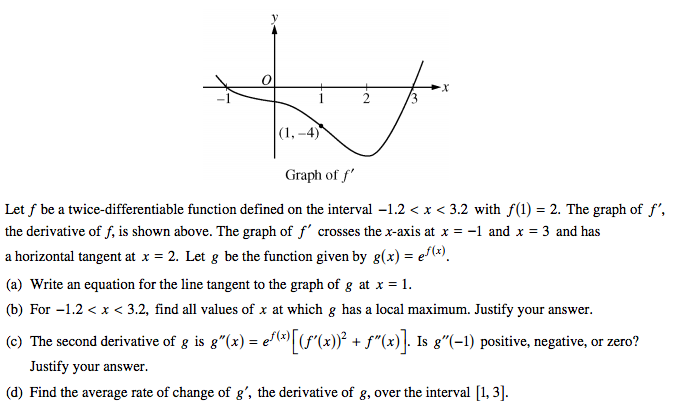 y
O
x
−1
1
2
3
(1, −4)
Graph of f′
Let f be a twice-differentiable function defined on the interval −1.2 < x < 3.2 with f(1) = 2. The graph of f′,
the derivative of f, is shown above. The graph of f′ crosses the x-axis at x = −1 and x = 3 and has
a horizontal tangent at x = 2. Let g be the function given by g(x) = e^{f(x)}.
(a) Write an equation for the line tangent to the graph of g at x = 1.
(b) For −1.2 < x < 3.2, find all values of x at which g has a local maximum. Justify your answer.
(c) The second derivative of g is g″(x) = e^{f(x)}[(f′(x))² + f″(x)]. Is g″(−1) positive, negative, or zero?
Justify your answer.
(d) Find the average rate of change of g′, the derivative of g, over the interval [1, 3].